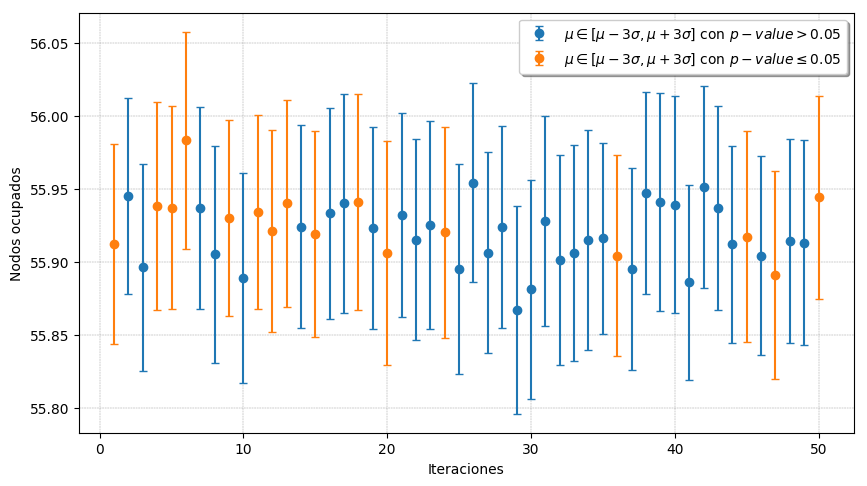 μ ∈ [μ − 3σ, μ + 3σ] con p − value > 0.05
μ ∈ [μ − 3σ, μ + 3σ] con p − value ≤ 0.05
Nodos ocupados
56.05
56.00
55.95
55.90
55.85
55.80
0 10 20 30 40 50
Iteraciones